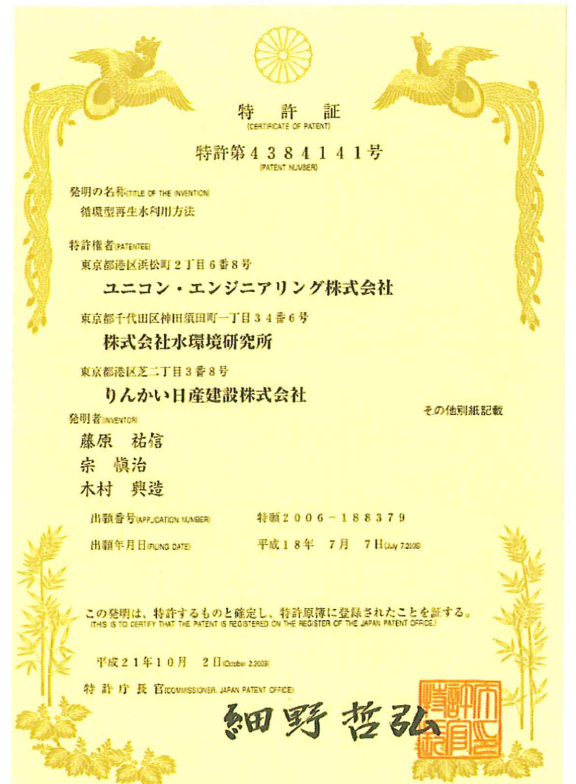 特許証
(CERTIFICATE OF PATENT)
特許第4384141号
(PATENT NUMBER)
発明の名称(TITLE OF THE INVENTION)
循環型再生水利用方法
特許権者(PATENTEE)
東京都港区浜松町2丁目6番8号
ユニコン・エンジニアリング株式会社
東京都千代田区神田須田町一丁目34番6号
株式会社水環境研究所
東京都港区芝二丁目3番8号
りんかい日産建設株式会社
その他別紙記載
発明者(INVENTOR)
藤原 祐信
宗 愼治
木村 興造
出願番号(APPLICATION NUMBER) 特願2006-188379
出願年月日(FILING DATE) 平成18年 7月 7日(July 7,2006)
この発明は、特許するものと確定し、特許原簿に登録されたことを証する。
(THIS IS TO CERTIFY THAT THE PATENT IS REGISTERED ON THE REGISTER OF THE JAPAN PATENT OFFICE.)
平成21年10月 2日(October 2,2009)
特許庁長官(COMMISSIONER, JAPAN PATENT OFFICE)
細野哲弘